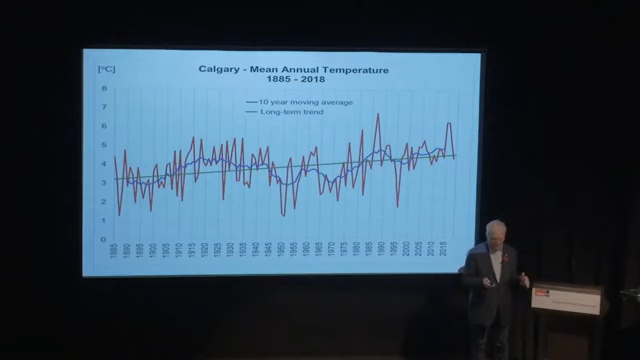 Calgary - Mean Annual Temperature
1885 - 2018
[°C]
10 year moving average
Long-term trend
8
7
6
5
4
3
2
1
0
1885 1890 1895 1900 1905 1910 1915 1920 1925 1930 1935 1940 1945 1950 1955 1960 1965 1970 1975 1980 1985 1990 1995 2000 2005 2010 2015